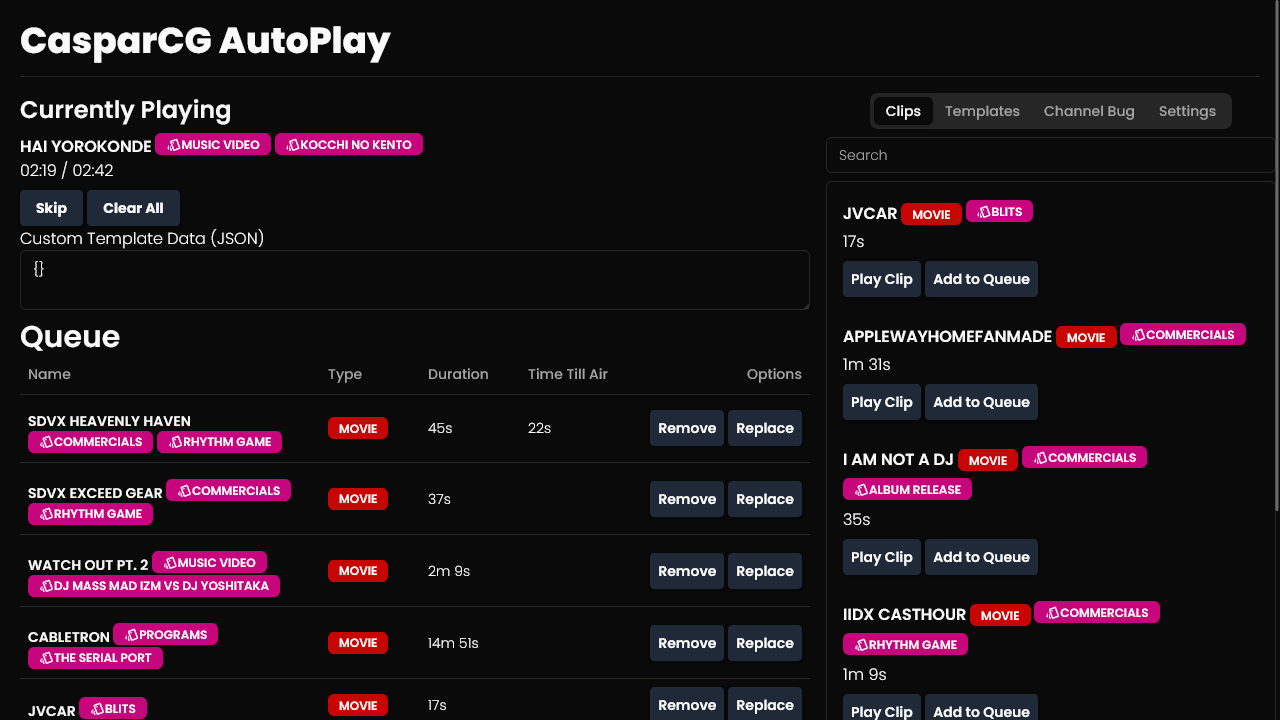 CasparCG AutoPlay
Currently Playing
HAI YOROKONDE MUSIC VIDEO KOCCHI NO KENTO
02:19 / 02:42
Skip Clear All
Custom Template Data (JSON)
{}
Queue
Name Type Duration Time Till Air Options
SDVX HEAVENLY HAVEN
COMMERCIALS RHYTHM GAME
MOVIE 45s 22s Remove Replace
SDVX EXCEED GEAR COMMERCIALS
RHYTHM GAME
MOVIE 37s Remove Replace
WATCH OUT PT. 2 MUSIC VIDEO
DJ MASS MAD IZM VS DJ YOSHITAKA
MOVIE 2m 9s Remove Replace
CABLETRON PROGRAMS
THE SERIAL PORT
MOVIE 14m 51s Remove Replace
JVCAR BLITS
MOVIE 17s Remove Replace
Clips Templates Channel Bug Settings
Search
JVCAR MOVIE BLITS
17s
Play Clip Add to Queue
APPLEWAYHOMEFANMADE MOVIE COMMERCIALS
1m 31s
Play Clip Add to Queue
I AM NOT A DJ MOVIE COMMERCIALS
ALBUM RELEASE
35s
Play Clip Add to Queue
IIDX CASTHOUR MOVIE COMMERCIALS
RHYTHM GAME
1m 9s
Play Clip Add to Queue